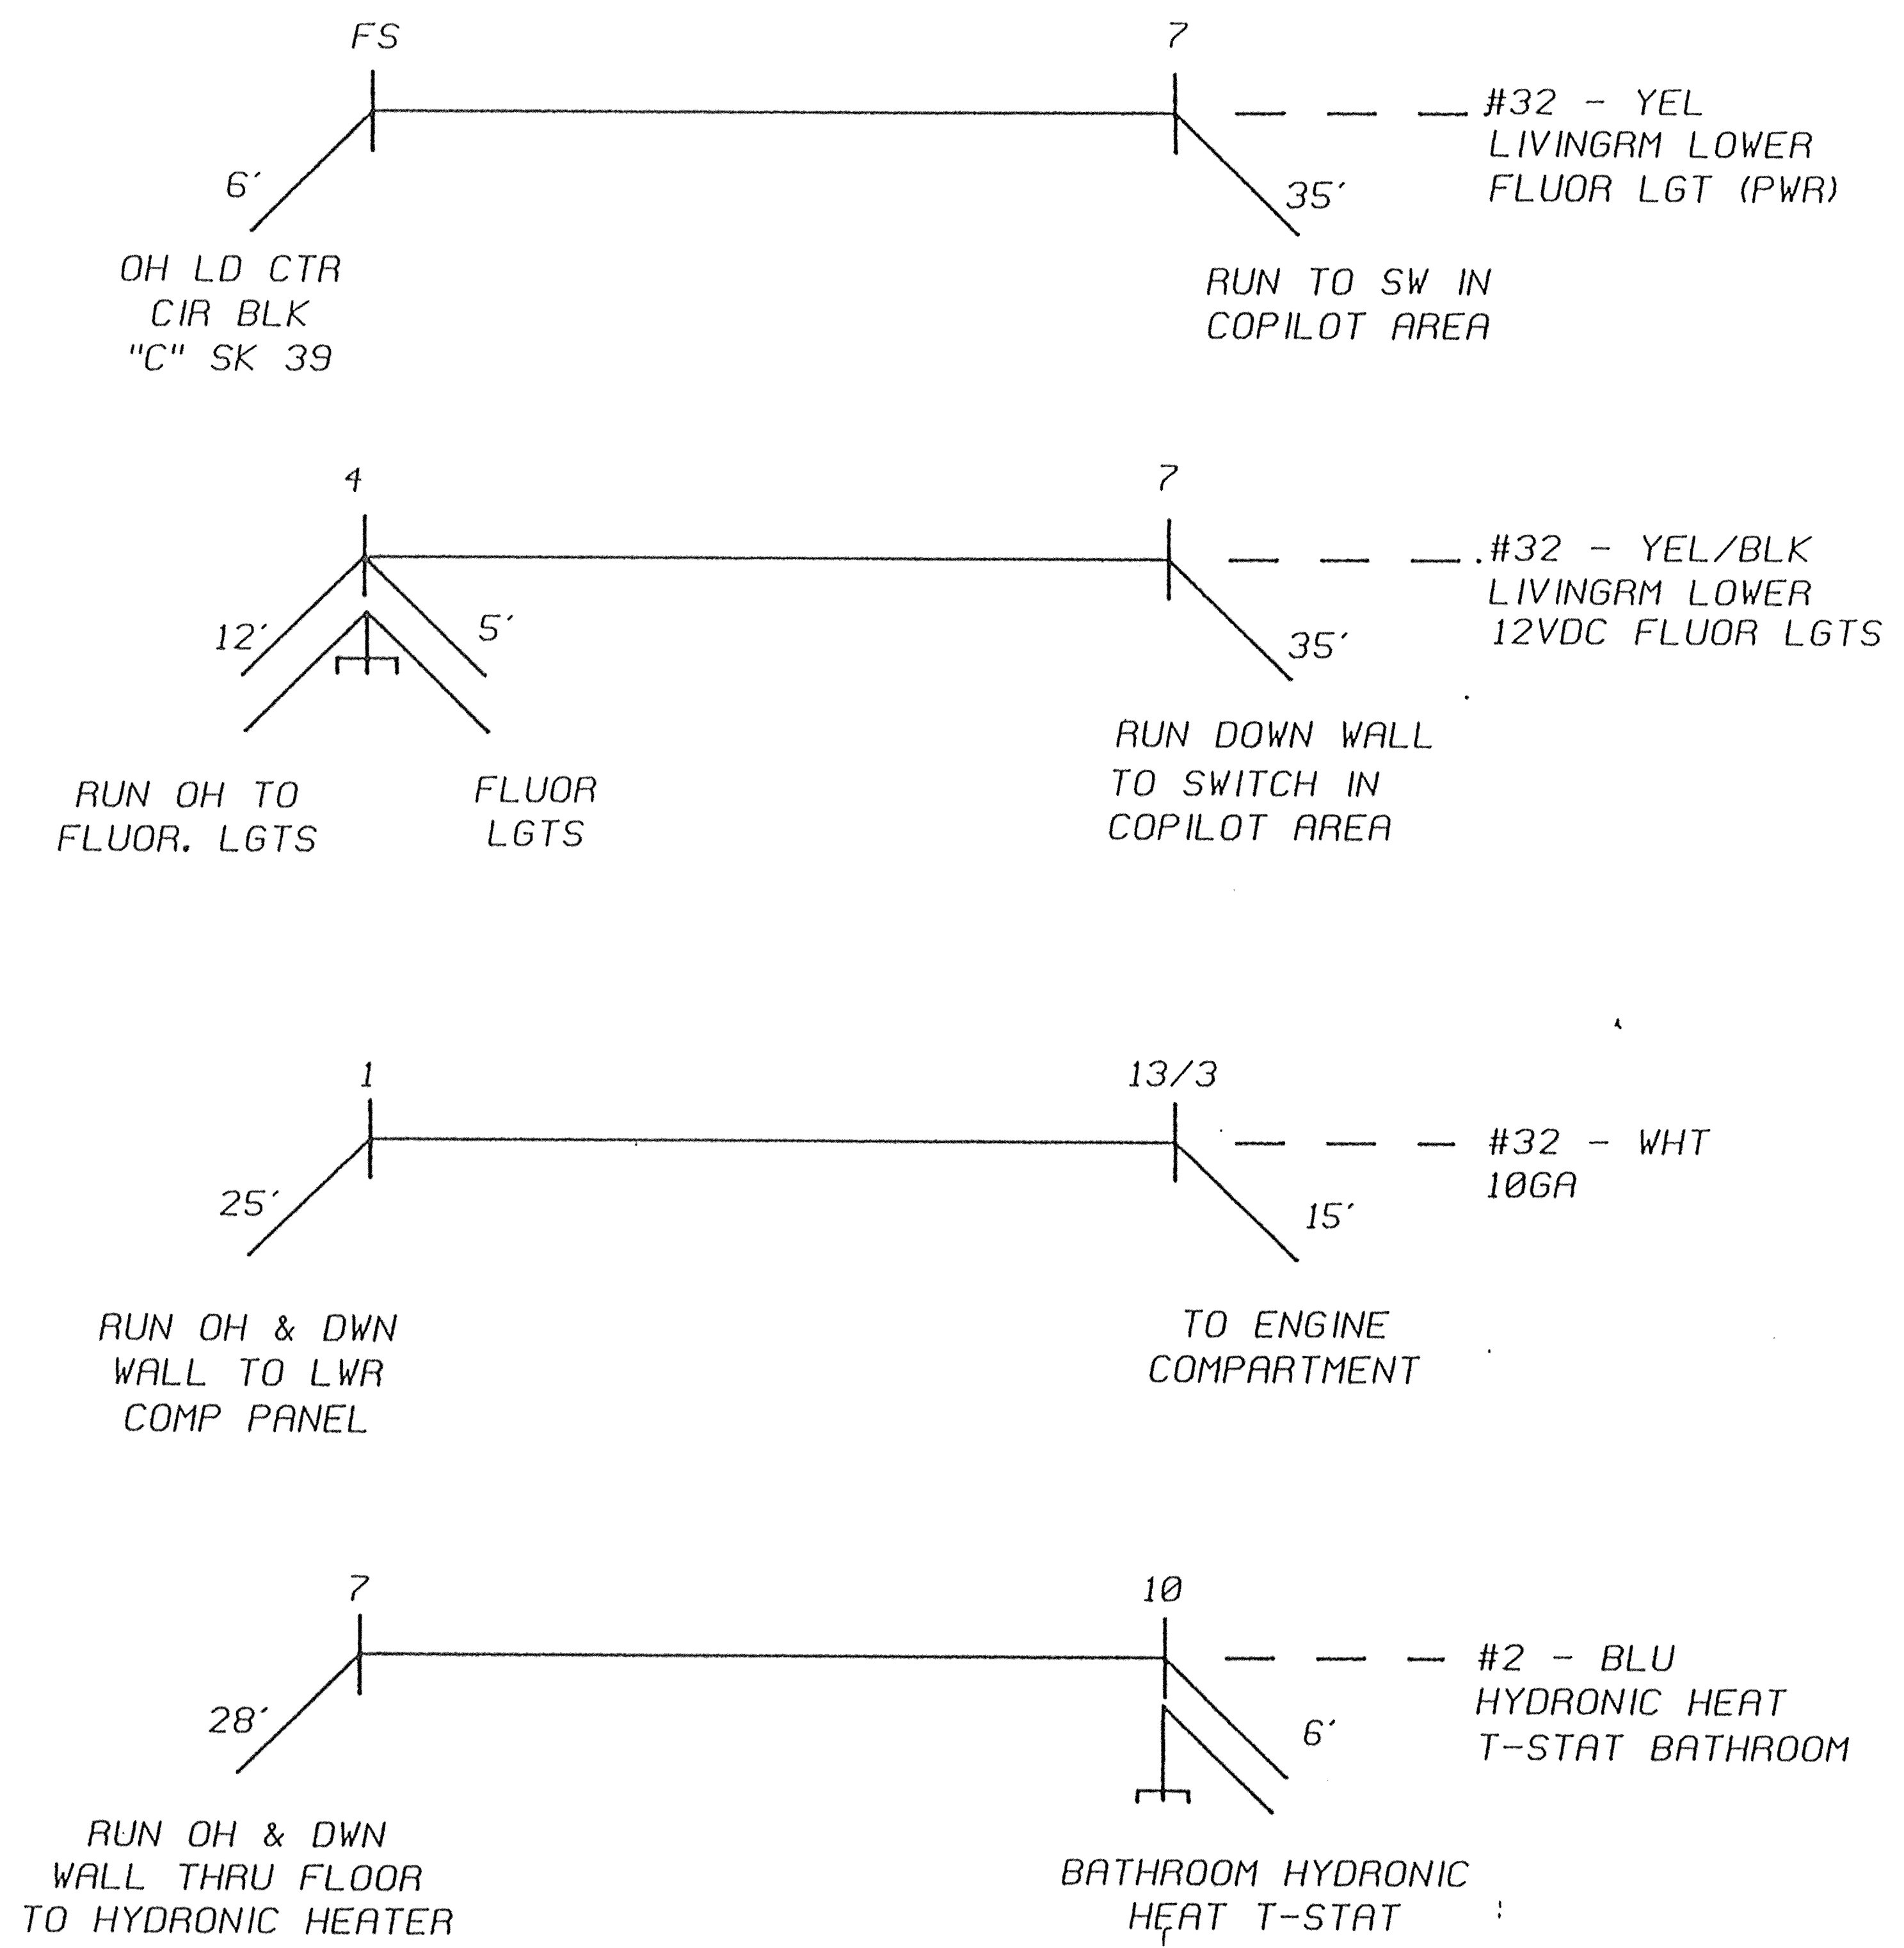 FS
7
#32 - YEL
LIVINGRM LOWER
FLUOR LGT (PWR)
6'
35'
OH LD CTR
CIR BLK
"C" SK 39
RUN TO SW IN
COPILOT AREA
4
7
#32 - YEL/BLK
LIVINGRM LOWER
12VDC FLUOR LGTS
12'
5'
35'
RUN OH TO
FLUOR. LGTS
FLUOR
LGTS
RUN DOWN WALL
TO SWITCH IN
COPILOT AREA
1
13/3
#32 - WHT
10GA
25'
15'
RUN OH & DWN
WALL TO LWR
COMP PANEL
TO ENGINE
COMPARTMENT
7
10
#2 - BLU
HYDRONIC HEAT
T-STAT BATHROOM
28'
6'
RUN OH & DWN
WALL THRU FLOOR
TO HYDRONIC HEATER
BATHROOM HYDRONIC
HEAT T-STAT